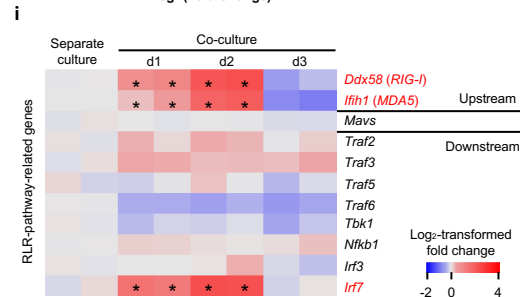 i
Separate
culture
Co-culture
d1
d2
d3
RLR-pathway-related genes
* * * *
Ddx58 (RIG-I)
* * * *
Ifih1 (MDA5)
Upstream
Mavs
Downstream
Traf2
Traf3
Traf5
Traf6
Tbk1
Nfkb1
Irf3
* * * *
Irf7
Log₂-transformed
fold change
-2 0 4